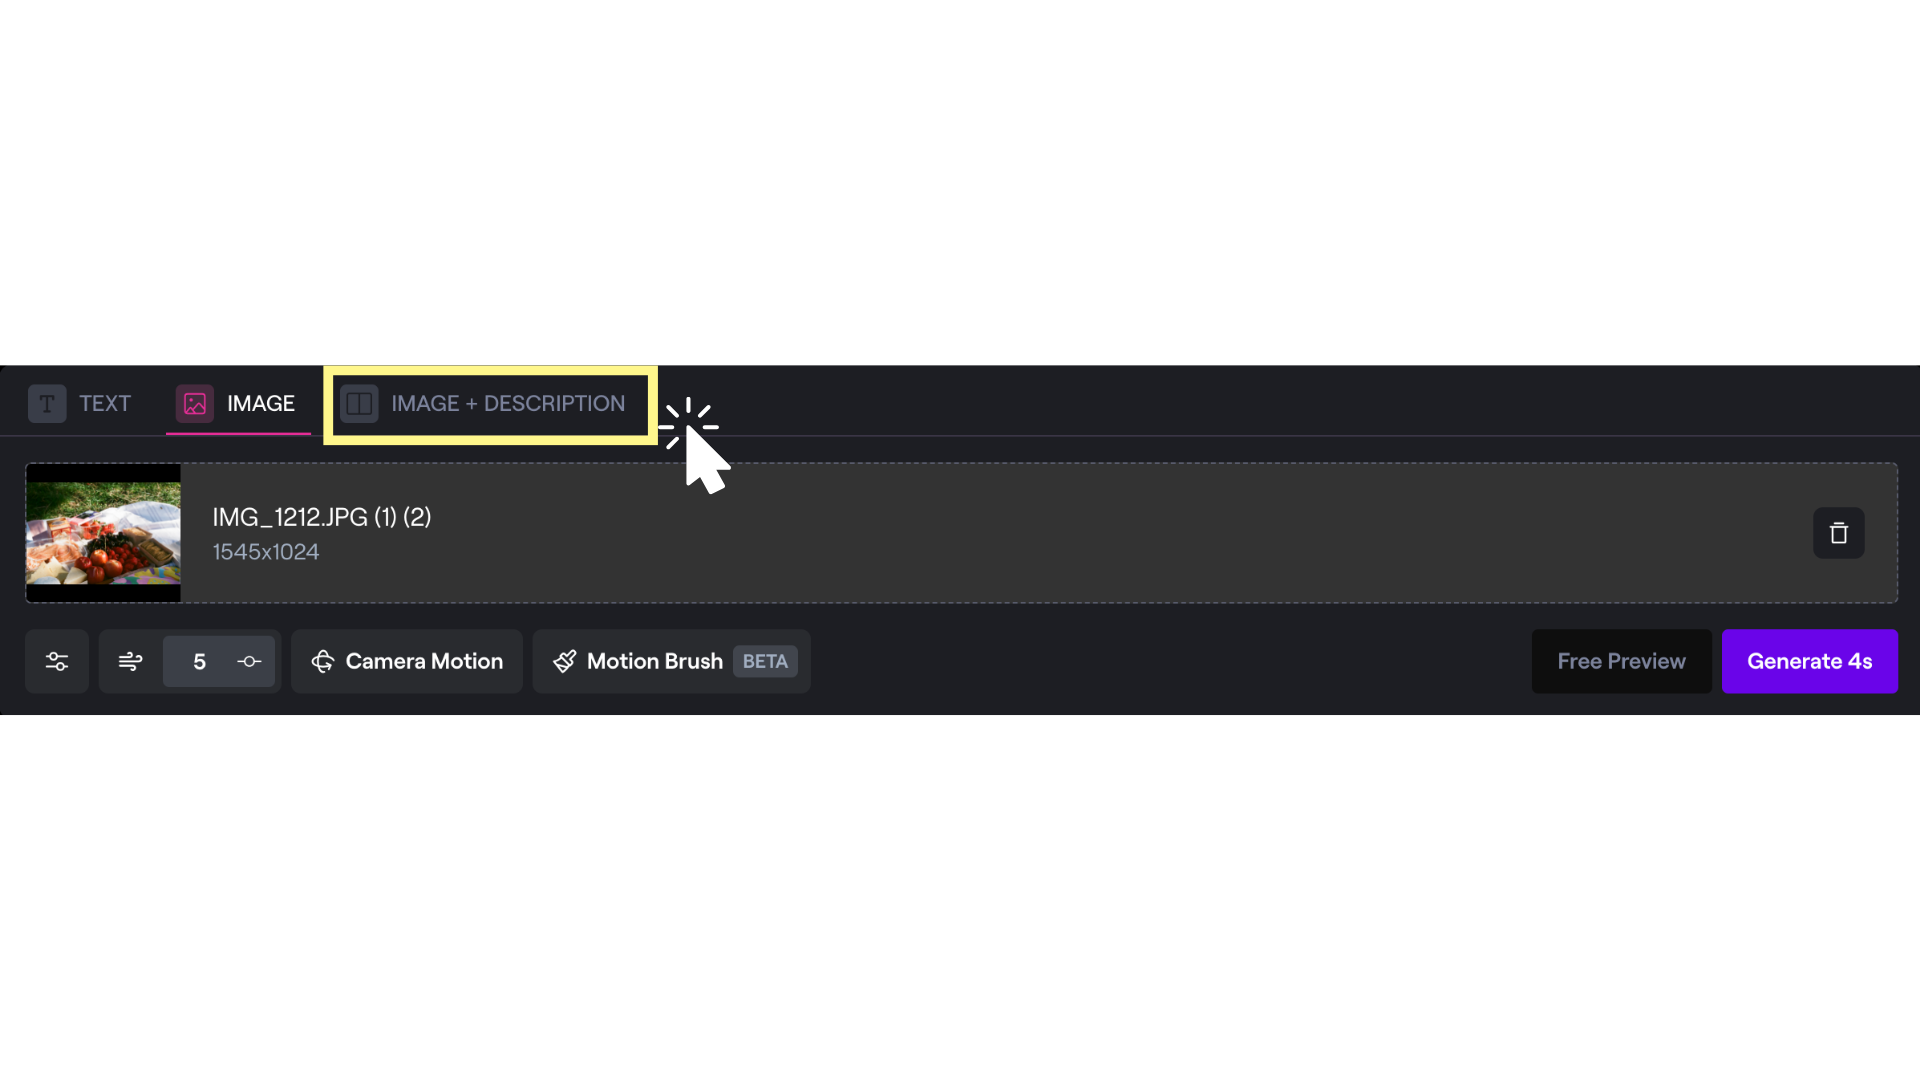 T TEXT IMAGE IMAGE + DESCRIPTION
IMG_1212.JPG (1) (2)
1545x1024
5 Camera Motion Motion Brush BETA Free Preview Generate 4s